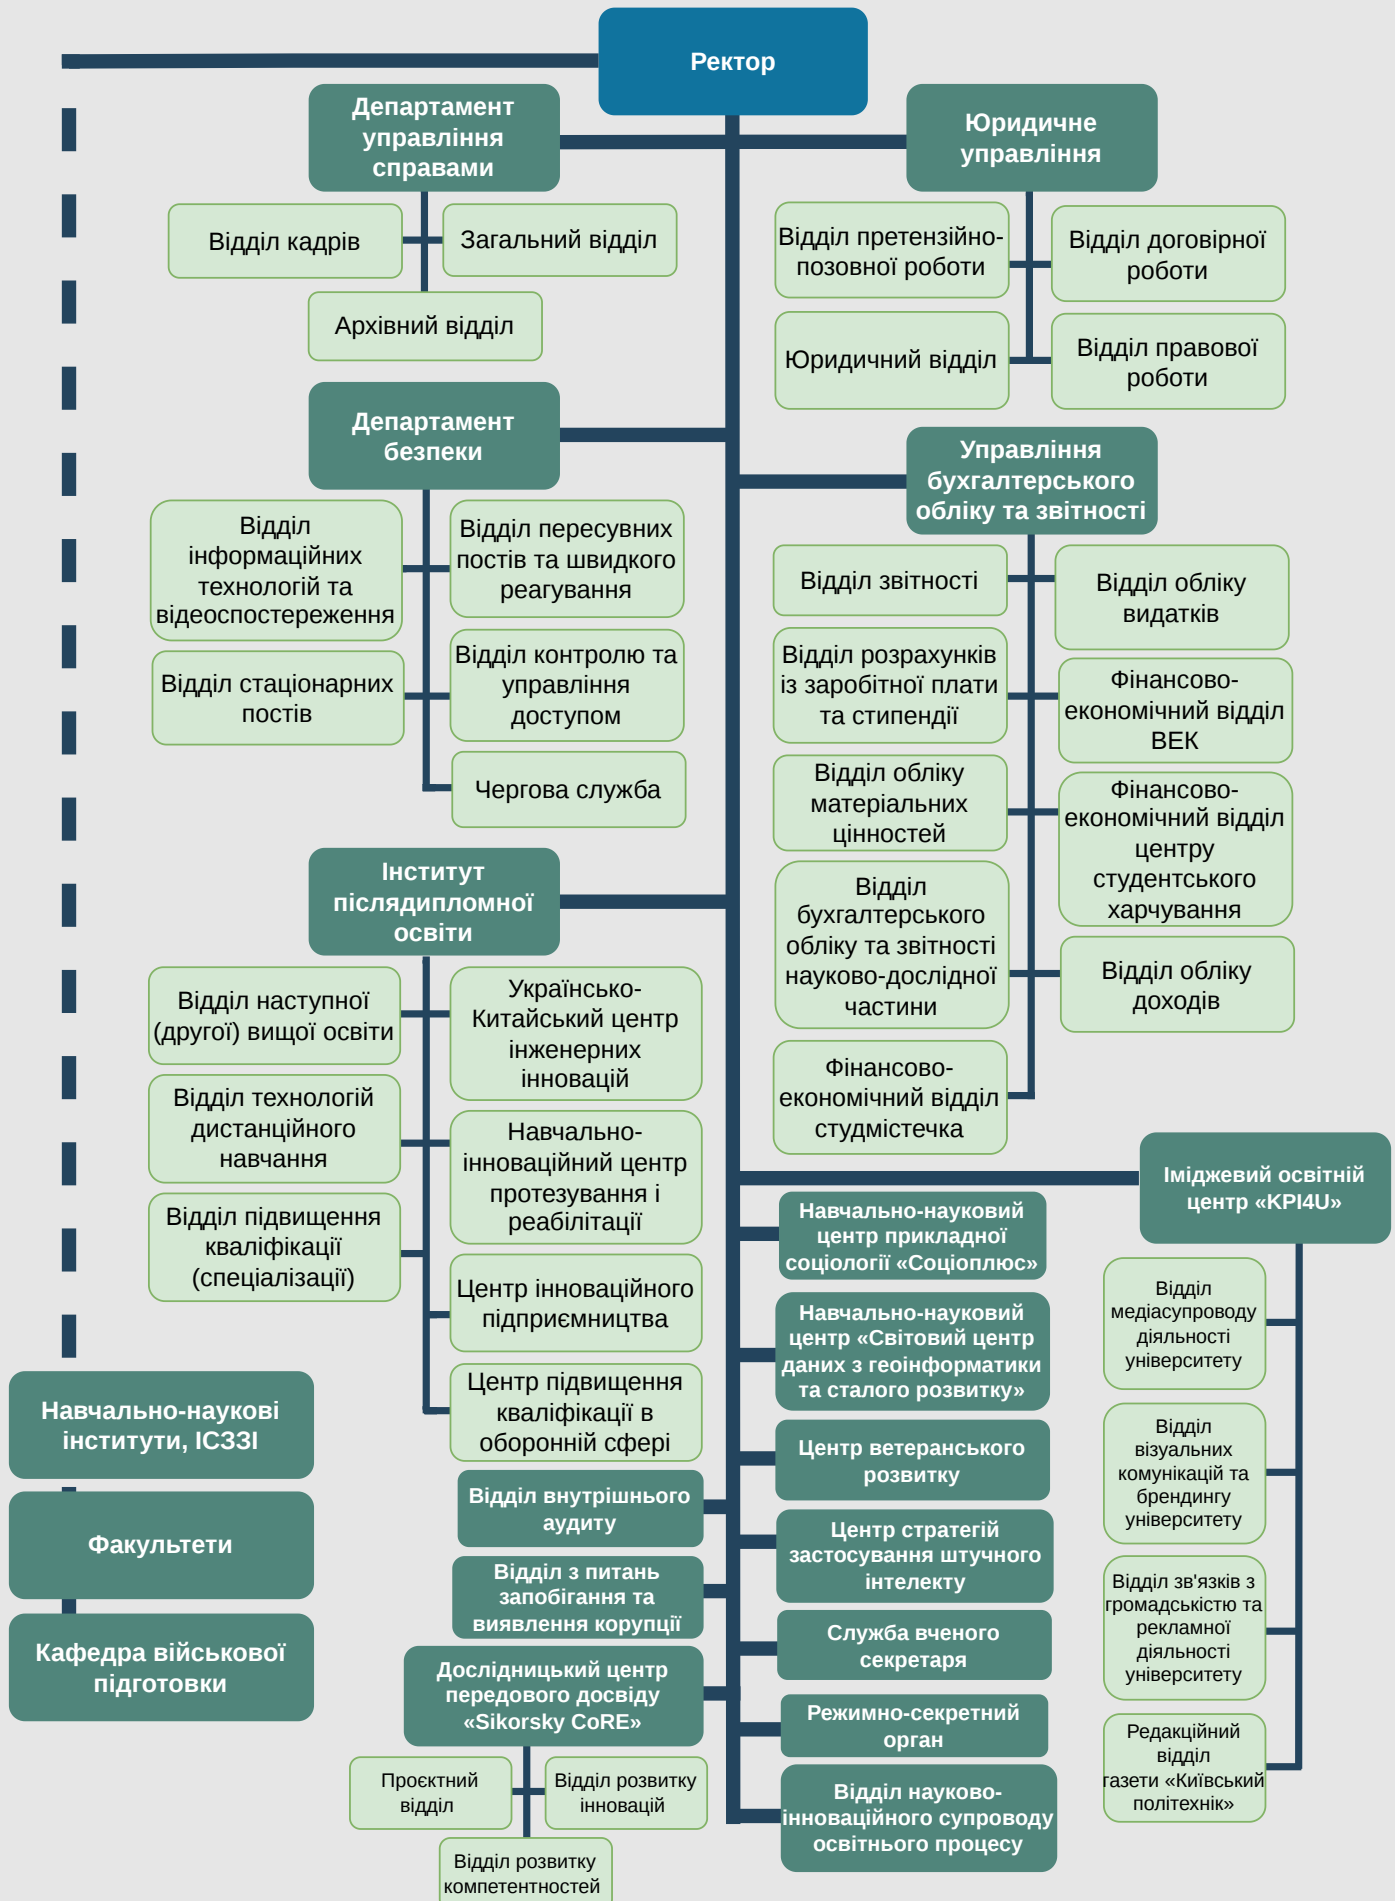 Ректор
Департамент
управління
справами
Юридичне
управління
Відділ кадрів
Загальний відділ
Архівний відділ
Відділ претензійно-
позовної роботи
Відділ договірної
роботи
Юридичний відділ
Відділ правової
роботи
Департамент
безпеки
Відділ
інформаційних
технологій та
відеоспостереження
Відділ пересувних
постів та швидкого
реагування
Відділ стаціонарних
постів
Відділ контролю та
управління
доступом
Чергова служба
Управління
бухгалтерського
обліку та звітності
Відділ звітності
Відділ обліку
видатків
Відділ розрахунків
із заробітної плати
та стипендії
Фінансово-
економічний відділ
ВЕК
Відділ обліку
матеріальних
цінностей
Фінансово-
економічний відділ
центру
студентського
харчування
Відділ
бухгалтерського
обліку та звітності
науково-дослідної
частини
Відділ обліку
доходів
Фінансово-
економічний відділ
студмістечка
Інститут
післядипломної
освіти
Відділ наступної
(другої) вищої освіти
Українсько-
Китайський центр
інженерних
інновацій
Відділ технологій
дистанційного
навчання
Навчально-
інноваційний центр
протезування і
реабілітації
Відділ підвищення
кваліфікації
(спеціалізації)
Центр інноваційного
підприємництва
Центр підвищення
кваліфікації в
оборонній сфері
Іміджевий освітній
центр «KPI4U»
Відділ
медіасупроводу
діяльності
університету
Відділ
візуальних
комунікацій та
брендингу
університету
Відділ зв'язків з
громадськістю та
рекламної
діяльності
університету
Редакційний
відділ
газети «Київський
політехнік»
Навчально-науковий
центр прикладної
соціології «Соціоплюс»
Навчально-науковий
центр «Світовий центр
даних з геоінформатики
та сталого розвитку»
Центр ветеранського
розвитку
Центр стратегій
застосування штучного
інтелекту
Служба вченого
секретаря
Режимно-секретний
орган
Відділ науково-
інноваційного супроводу
освітнього процесу
Відділ внутрішнього
аудиту
Відділ з питань
запобігання та
виявлення корупції
Дослідницький центр
передового досвіду
«Sikorsky CoRE»
Проєктний
відділ
Відділ розвитку
інновацій
Відділ розвитку
компетентностей
Навчально-наукові
інститути, ІСЗЗІ
Факультети
Кафедра військової
підготовки